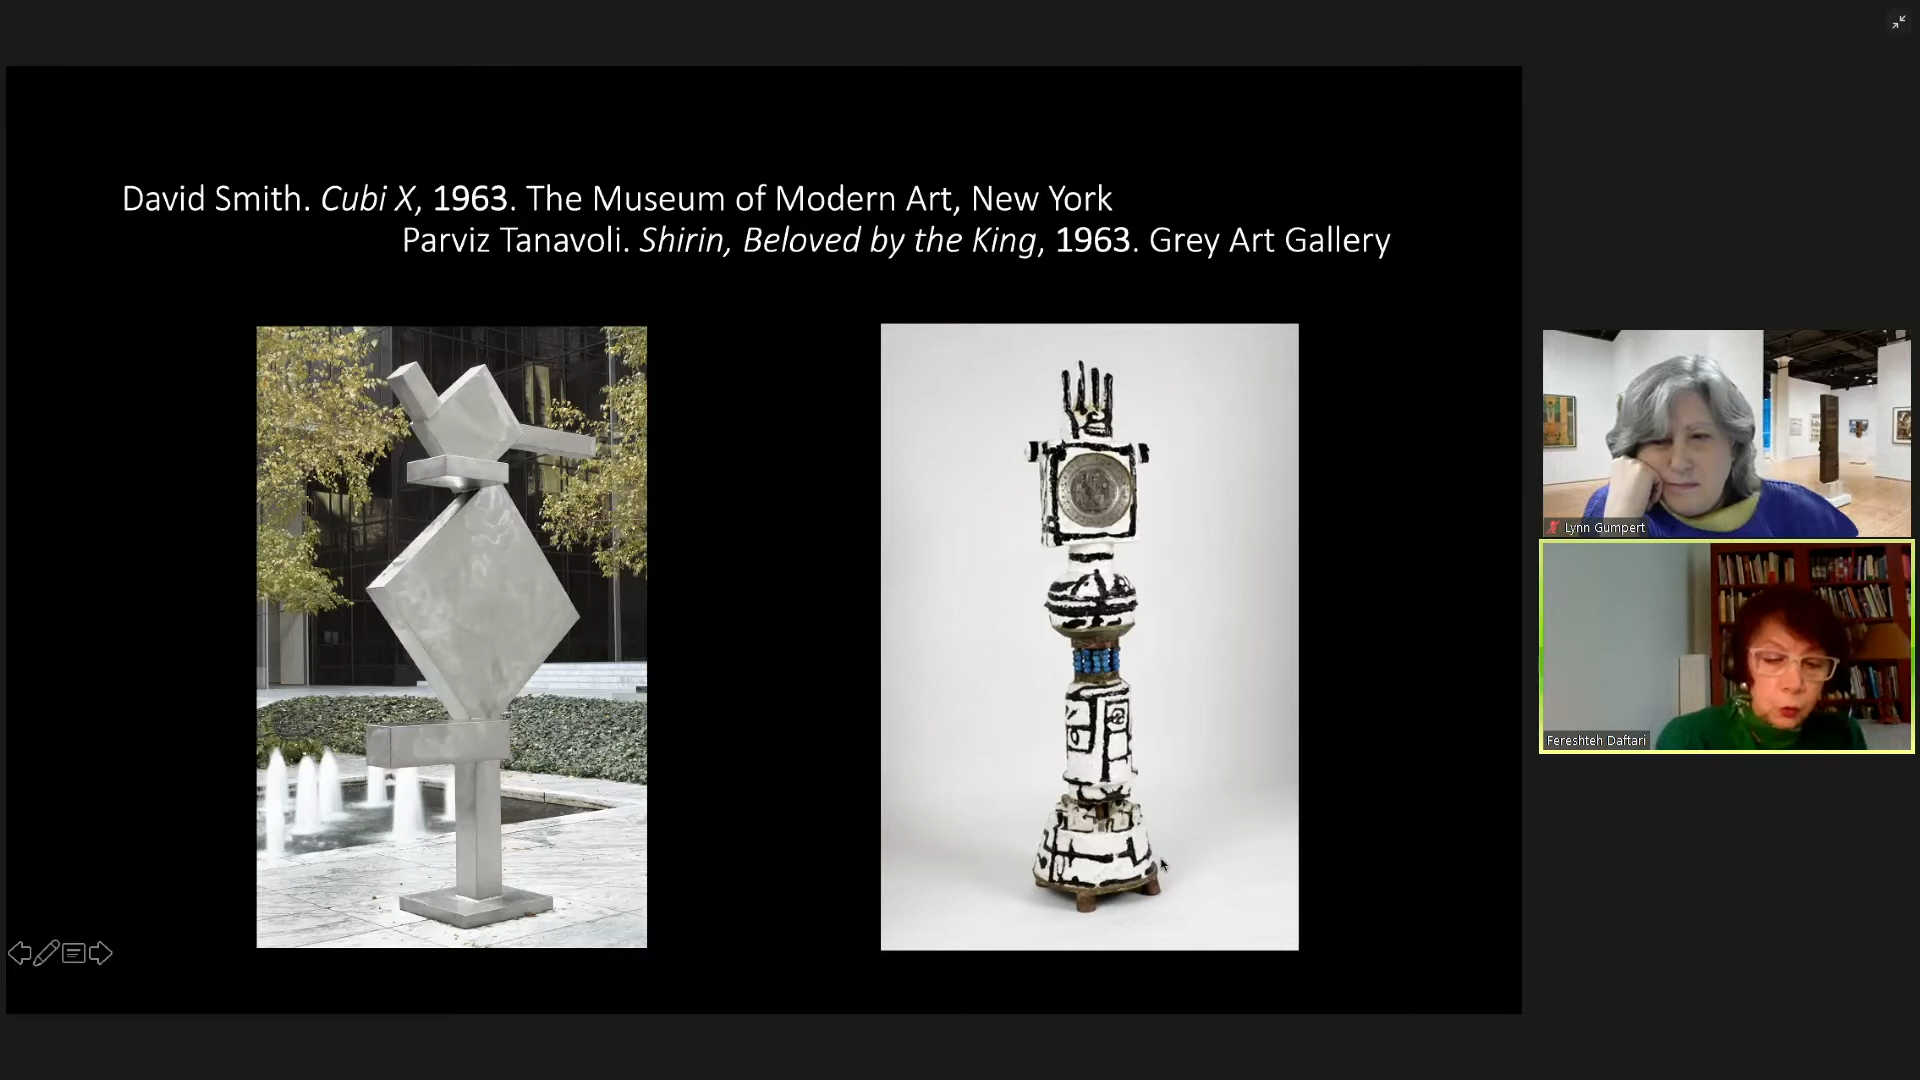 David Smith. Cubi X, 1963. The Museum of Modern Art, New York
Parviz Tanavoli. Shirin, Beloved by the King, 1963. Grey Art Gallery
Lynn Gumpert
Fereshteh Daftari